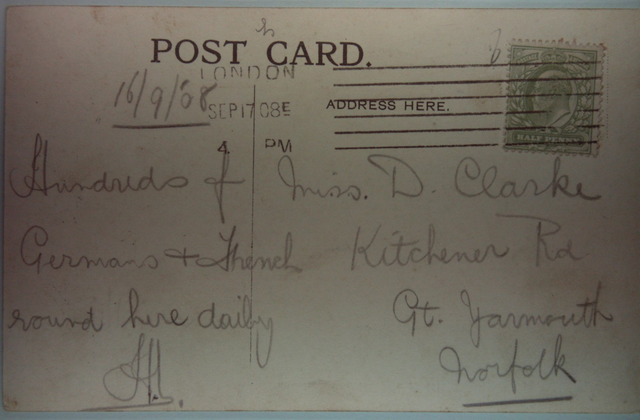 POST CARD.
LONDON
16/9/08
SEP 17 08E
4 PM
ADDRESS HERE.
HALF PENNY
Hundreds of
Germans + French
round here daily
Miss. D. Clarke
Kitchener Rd
Gt. Yarmouth
Norfolk